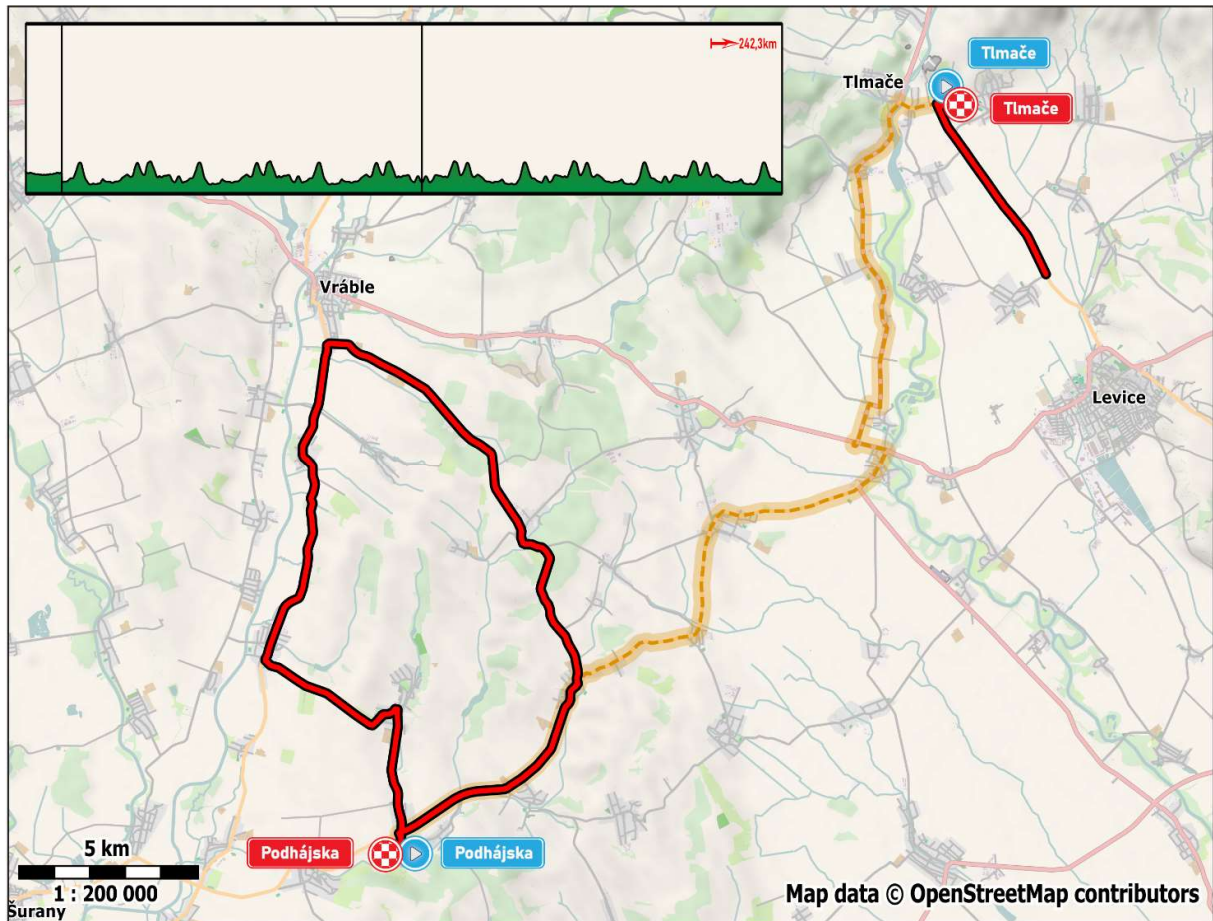 242,3km
Tlmače
Tlmače
Tlmače
Vráble
Levice
Podhájska
Podhájska
5 km
1 : 200 000
Šurany
Map data © OpenStreetMap contributors